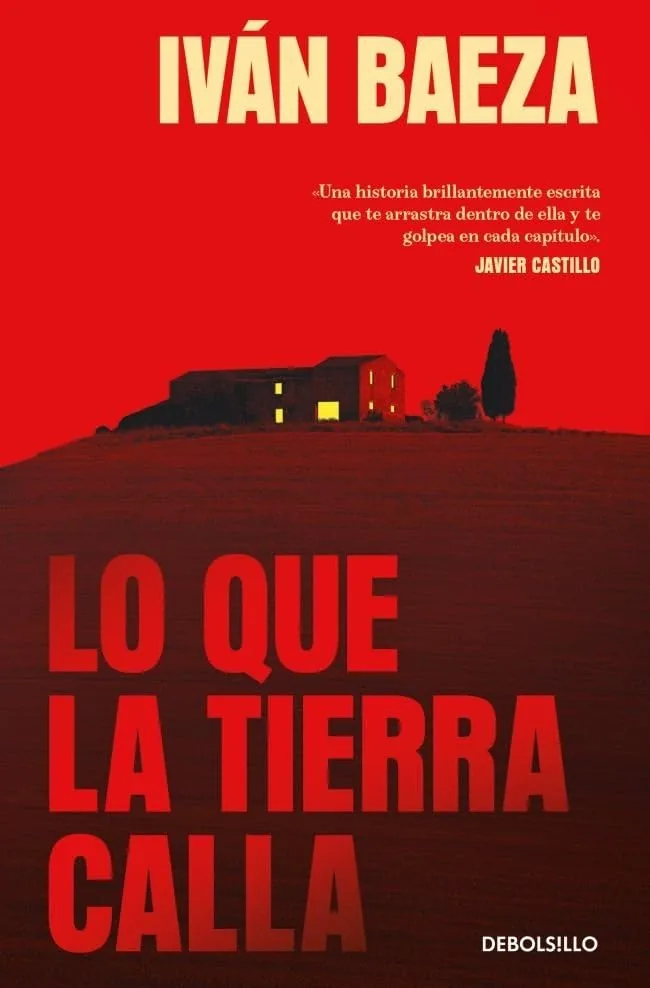 IVÁN BAEZA
«Una historia brillantemente escrita
que te arrastra dentro de ella y te
golpea en cada capítulo».
JAVIER CASTILLO
LO QUE
LA TIERRA
CALLA
DEBOLS!LLO